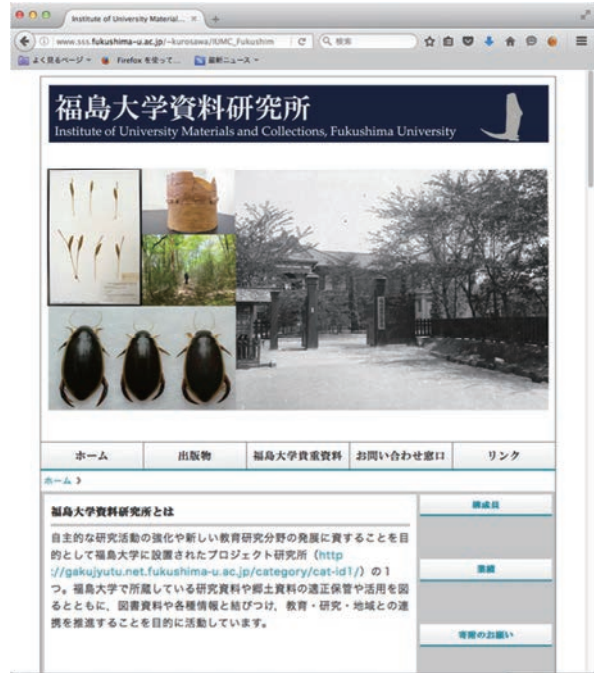 Institute of University Material...
www.sss.fukushima-u.ac.jp/~kurosawa/IUMC_Fukushim
検索
よく見るページ
Firefox を使って...
最新ニュース
福島大学資料研究所
Institute of University Materials and Collections, Fukushima University
ホーム 出版物 福島大学貴重資料 お問い合わせ窓口 リンク
ホーム 》
福島大学資料研究所とは
自主的な研究活動の強化や新しい教育研究分野の発展に資することを目
的として福島大学に設置されたプロジェクト研究所（http
://gakujyutu.net.fukushima-u.ac.jp/category/cat-id1/）の１
つ。福島大学で所蔵している研究資料や郷土資料の適正保管や活用を図
るとともに，図書資料や各種情報と結びつけ，教育・研究・地域との連
携を推進することを目的に活動しています。
構成員
業績
寄附のお願い